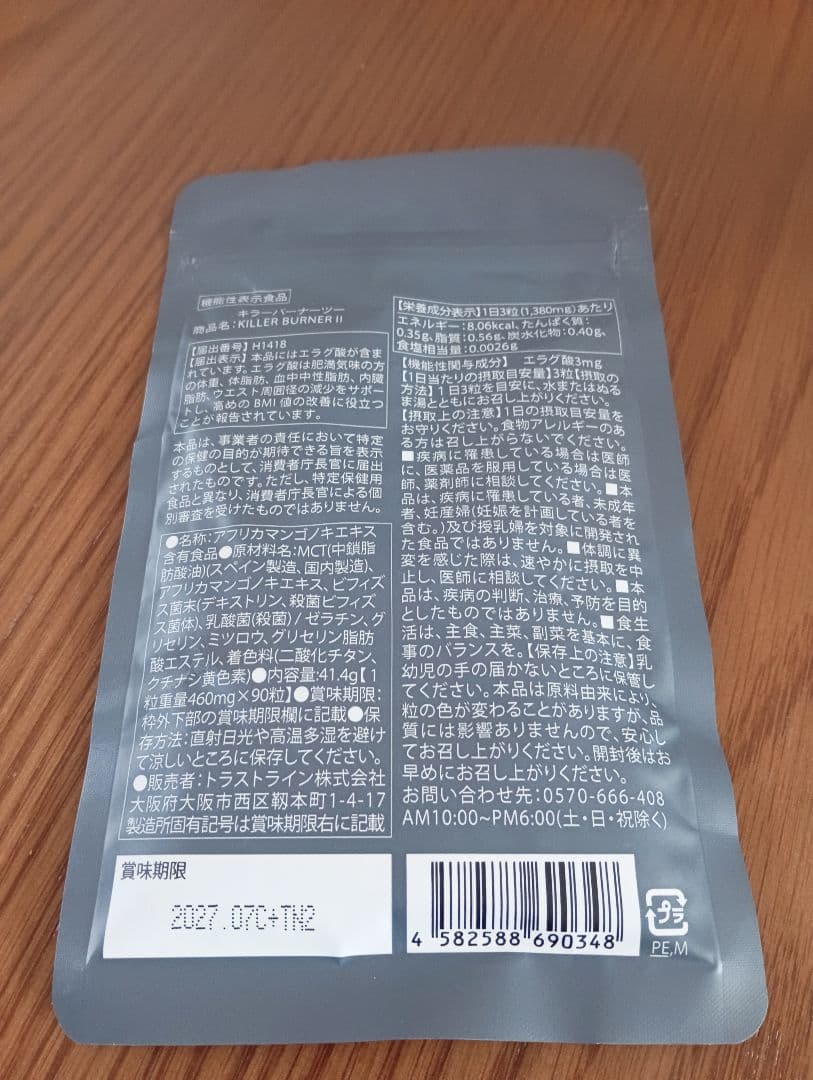 機能性表示食品
キラーバーナーツー
商品名：KILLER BURNER II
【届出番号】H1418
【届出表示】本品にはエラグ酸が含ま
れています。エラグ酸は肥満気味の方
の体重、体脂肪、血中中性脂肪、内臓
脂肪、ウエスト周囲径の減少をサポー
トし、高めのBMI値の改善に役立つ
ことが報告されています。
本品は、事業者の責任において特定
の保健の目的が期待できる旨を表示
するものとして、消費者庁長官に届出
されたものです。ただし、特定保健用
食品と異なり、消費者庁長官による個
別審査を受けたものではありません。
●名称：アフリカマンゴノキエキス
含有食品●原材料名：MCT(中鎖脂
肪酸油)(スペイン製造、国内製造)、
アフリカマンゴノキエキス、ビフィズ
ス菌末(デキストリン、殺菌ビフィズ
ス菌体)、乳酸菌(殺菌)/ゼラチン、グ
リセリン、ミツロウ、グリセリン脂肪
酸エステル、着色料(二酸化チタン、
クチナシ黄色素)●内容量:41.4g【1
粒重量460mg×90粒】●賞味期限：
枠外下部の賞味期限欄に記載●保
存方法：直射日光や高温多湿を避け
て涼しいところに保存してください。
●販売者：トラストライン株式会社
大阪府大阪市西区靱本町1-4-17
製造所固有記号は賞味期限右に記載
【栄養成分表示】1日3粒(1,380mg)あたり
エネルギー：8.06kcal、たんぱく質：
0.35g、脂質：0.56g、炭水化物：0.40g、
食塩相当量：0.0026g
【機能性関与成分】 エラグ酸3mg
【1日当たりの摂取目安量】3粒【摂取の
方法】1日3粒を目安に、水またはぬる
ま湯とともにお召し上がりください。
【摂取上の注意】1日の摂取目安量を
お守りください。食物アレルギーのあ
る方は召し上がらないでください。
■疾病に罹患している場合は医師
に、医薬品を服用している場合は医
師、薬剤師に相談してください。■本
品は、疾病に罹患している者、未成年
者、妊産婦(妊娠を計画している者を
含む。)及び授乳婦を対象に開発され
た食品ではありません。■体調に異
変を感じた際は、速やかに摂取を中
止し、医師に相談してください。■本
品は、疾病の判断、治療、予防を目的
としたものではありません。■食生
活は、主食、主菜、副菜を基本に、食
事のバランスを。【保存上の注意】乳
幼児の手の届かないところに保管し
てください。本品は原料由来により、
粒の色が変わることがありますが、品
質には影響ありませんので、安心し
てお召し上がりください。開封後はお
早めにお召し上がりください。
お問い合わせ先：0570-666-408
AM10:00~PM6:00(土・日・祝除く)
賞味期限
2027.07C+TN2
4 582588 690348
プラ
PE,M